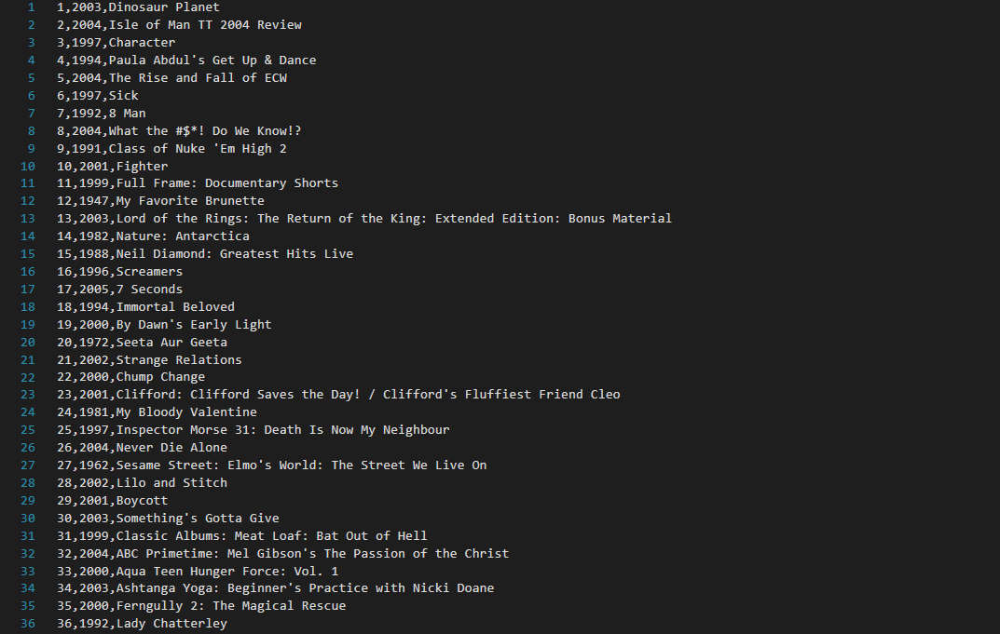 1 1,2003,Dinosaur Planet
2 2,2004,Isle of Man TT 2004 Review
3 3,1997,Character
4 4,1994,Paula Abdul's Get Up & Dance
5 5,2004,The Rise and Fall of ECW
6 6,1997,Sick
7 7,1992,8 Man
8 8,2004,What the #$*! Do We Know!?
9 9,1991,Class of Nuke 'Em High 2
10 10,2001,Fighter
11 11,1999,Full Frame: Documentary Shorts
12 12,1947,My Favorite Brunette
13 13,2003,Lord of the Rings: The Return of the King: Extended Edition: Bonus Material
14 14,1982,Nature: Antarctica
15 15,1988,Neil Diamond: Greatest Hits Live
16 16,1996,Screamers
17 17,2005,7 Seconds
18 18,1994,Immortal Beloved
19 19,2000,By Dawn's Early Light
20 20,1972,Seeta Aur Geeta
21 21,2002,Strange Relations
22 22,2000,Chump Change
23 23,2001,Clifford: Clifford Saves the Day! / Clifford's Fluffiest Friend Cleo
24 24,1981,My Bloody Valentine
25 25,1997,Inspector Morse 31: Death Is Now My Neighbour
26 26,2004,Never Die Alone
27 27,1962,Sesame Street: Elmo's World: The Street We Live On
28 28,2002,Lilo and Stitch
29 29,2001,Boycott
30 30,2003,Something's Gotta Give
31 31,1999,Classic Albums: Meat Loaf: Bat Out of Hell
32 32,2004,ABC Primetime: Mel Gibson's The Passion of the Christ
33 33,2000,Aqua Teen Hunger Force: Vol. 1
34 34,2003,Ashtanga Yoga: Beginner's Practice with Nicki Doane
35 35,2000,Ferngully 2: The Magical Rescue
36 36,1992,Lady Chatterley